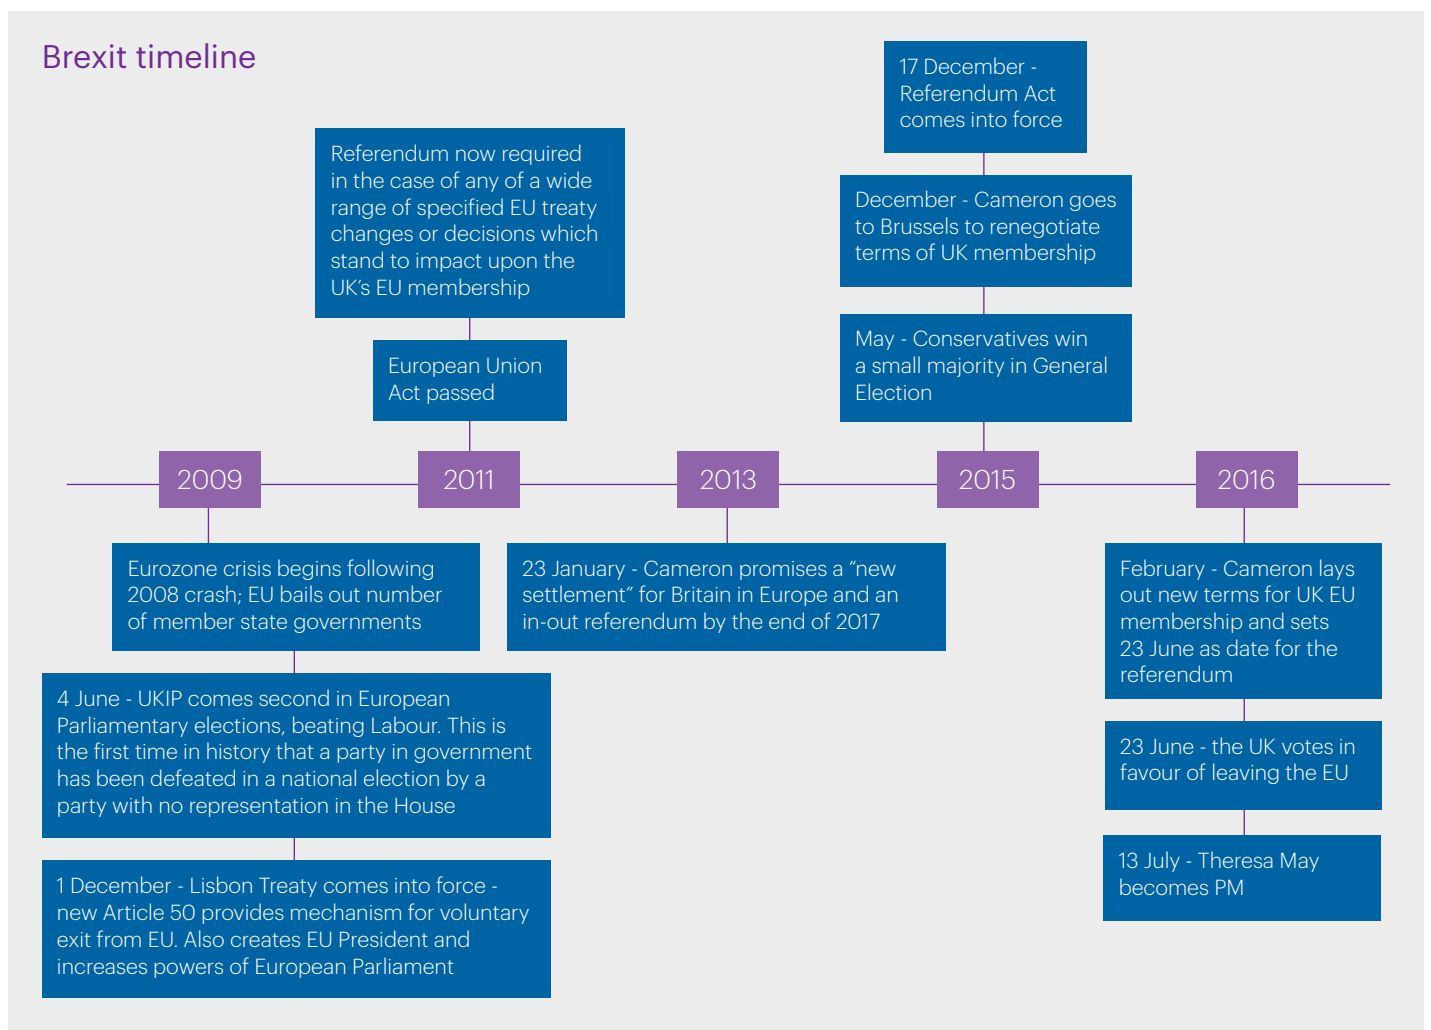 Brexit timeline
17 December -
Referendum Act
comes into force
Referendum now required
in the case of any of a wide
range of specified EU treaty
changes or decisions which
stand to impact upon the
UK’s EU membership
December - Cameron goes
to Brussels to renegotiate
terms of UK membership
European Union
Act passed
May - Conservatives win
a small majority in General
Election
2009
2011
2013
2015
2016
Eurozone crisis begins following
2008 crash; EU bails out number
of member state governments
23 January - Cameron promises a “new
settlement” for Britain in Europe and an
in-out referendum by the end of 2017
February - Cameron lays
out new terms for UK EU
membership and sets
23 June as date for the
referendum
4 June - UKIP comes second in European
Parliamentary elections, beating Labour. This is
the first time in history that a party in government
has been defeated in a national election by a
party with no representation in the House
23 June - the UK votes in
favour of leaving the EU
1 December - Lisbon Treaty comes into force -
new Article 50 provides mechanism for voluntary
exit from EU. Also creates EU President and
increases powers of European Parliament
13 July - Theresa May
becomes PM